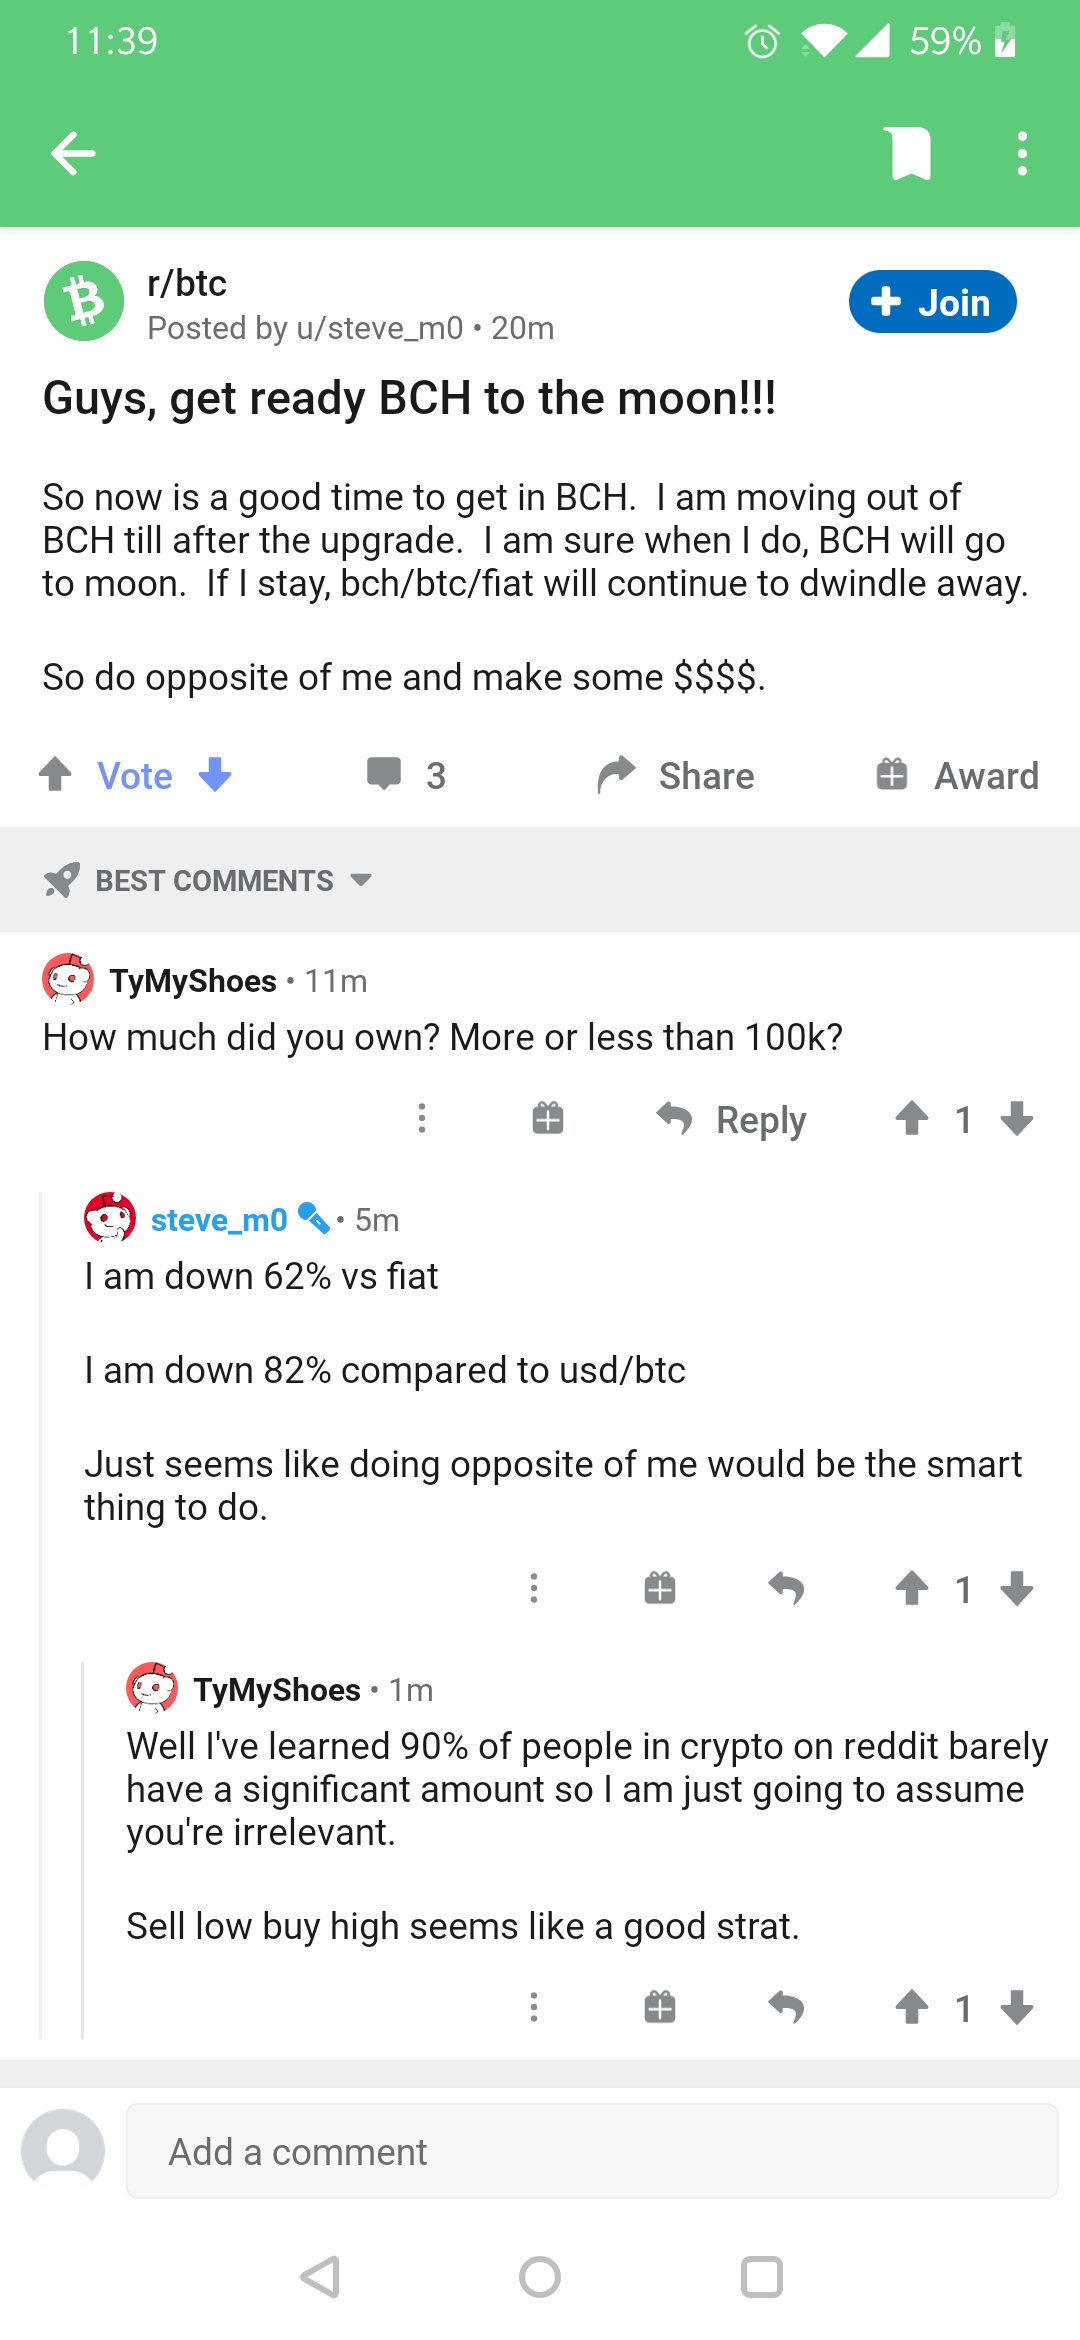 11:39
59%
r/btc
Posted by u/steve_m0 • 20m
+ Join
Guys, get ready BCH to the moon!!!
So now is a good time to get in BCH.  I am moving out of
BCH till after the upgrade.  I am sure when I do, BCH will go
to moon.  If I stay, bch/btc/fiat will continue to dwindle away.
So do opposite of me and make some $$$$.
Vote
3
Share
Award
BEST COMMENTS
TyMyShoes • 11m
How much did you own? More or less than 100k?
Reply
1
steve_m0 • 5m
I am down 62% vs fiat
I am down 82% compared to usd/btc
Just seems like doing opposite of me would be the smart
thing to do.
1
TyMyShoes • 1m
Well I've learned 90% of people in crypto on reddit barely
have a significant amount so I am just going to assume
you're irrelevant.
Sell low buy high seems like a good strat.
1
Add a comment